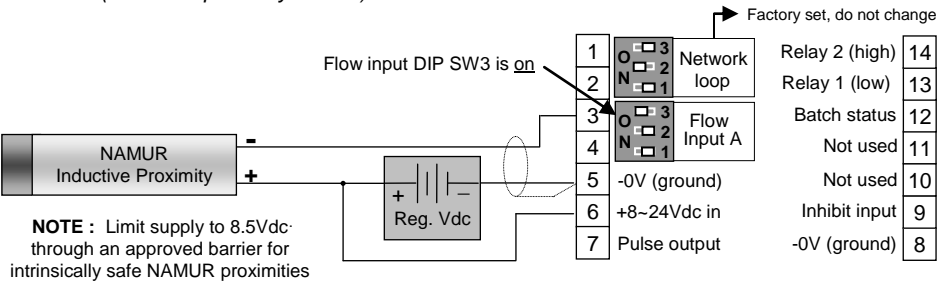 Factory set, do not change
Flow input DIP SW3 is on
1
2
3
4
5
6
7
O
N
3
2
1
Network
loop
O
N
3
2
1
Flow
Input A
-0V (ground)
+8~24Vdc in
Pulse output
Relay 2 (high) 14
Relay 1 (low) 13
Batch status 12
Not used 11
Not used 10
Inhibit input 9
-0V (ground) 8
NAMUR
Inductive Proximity
-
+
+ –
Reg. Vdc
NOTE : Limit supply to 8.5Vdc
through an approved barrier for
intrinsically safe NAMUR proximities